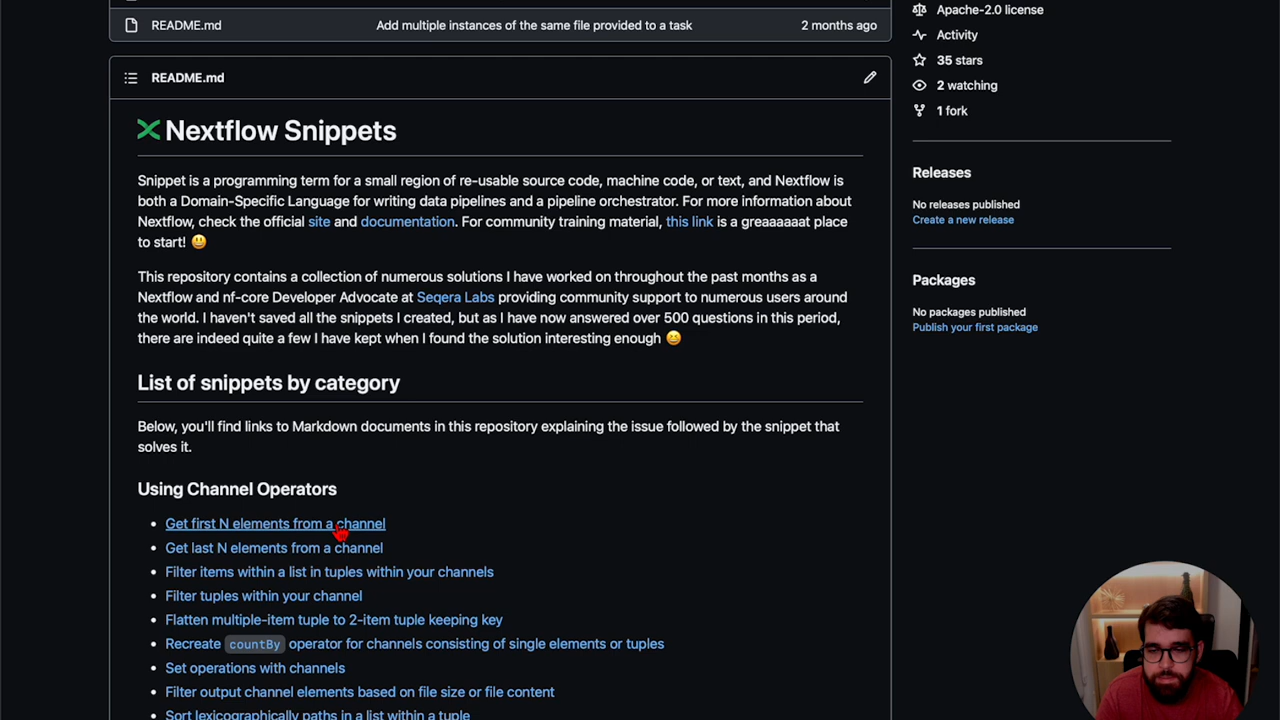 README.md Add multiple instances of the same file provided to a task 2 months ago
README.md
Nextflow Snippets
Snippet is a programming term for a small region of re-usable source code, machine code, or text, and Nextflow is
both a Domain-Specific Language for writing data pipelines and a pipeline orchestrator. For more information about
Nextflow, check the official site and documentation. For community training material, this link is a greaaaaaat place
to start! 😃
This repository contains a collection of numerous solutions I have worked on throughout the past months as a
Nextflow and nf-core Developer Advocate at Seqera Labs providing community support to numerous users around
the world. I haven't saved all the snippets I created, but as I have now answered over 500 questions in this period,
there are indeed quite a few I have kept when I found the solution interesting enough 😆
List of snippets by category
Below, you'll find links to Markdown documents in this repository explaining the issue followed by the snippet that
solves it.
Using Channel Operators
• Get first N elements from a channel
• Get last N elements from a channel
• Filter items within a list in tuples within your channels
• Filter tuples within your channel
• Flatten multiple-item tuple to 2-item tuple keeping key
• Recreate countBy operator for channels consisting of single elements or tuples
• Set operations with channels
• Filter output channel elements based on file size or file content
• Sort lexicographically paths in a list within a tuple
Apache-2.0 license
Activity
35 stars
2 watching
1 fork
Releases
No releases published
Create a new release
Packages
No packages published
Publish your first package